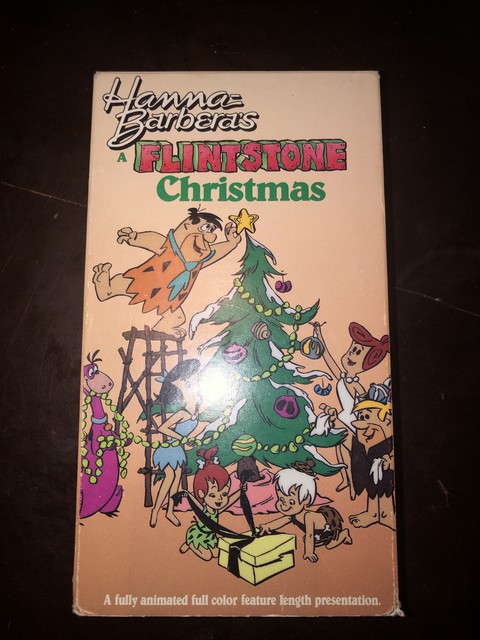 Hanna-
Barbera's
A FLINTSTONE
Christmas
A fully animated full color feature length presentation.